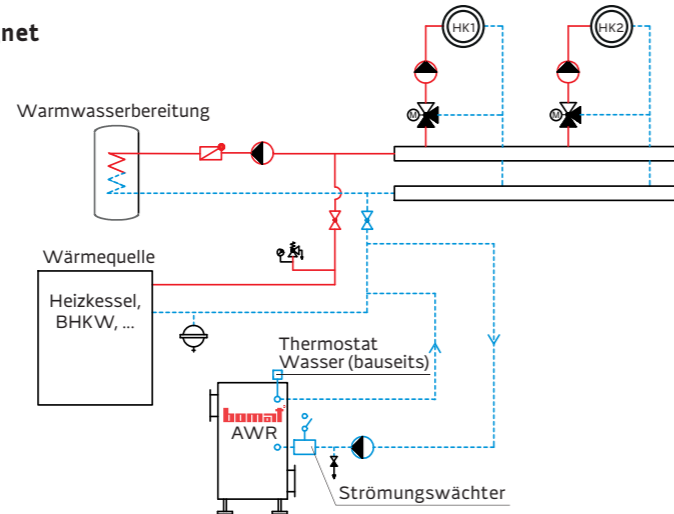 net
HK1
HK2
M
M
Warmwasserbereitung
Wärmequelle
Heizkessel,
BHKW, ...
Thermostat
Wasser (bauseits)
bomat
AWR
Strömungswächter